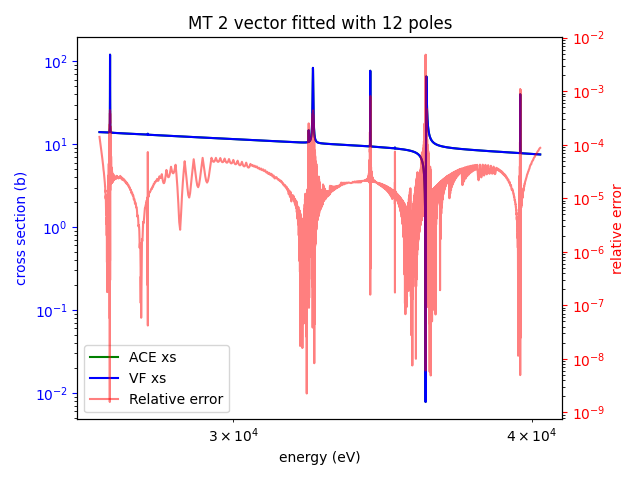 MT 2 vector fitted with 12 poles
cross section (b)
10^2
10^1
10^0
10^-1
10^-2
10^-2
10^-3
10^-4
10^-5
10^-6
10^-7
10^-8
10^-9
relative error
ACE xs
VF xs
Relative error
3 × 10^4
4 × 10^4
energy (eV)